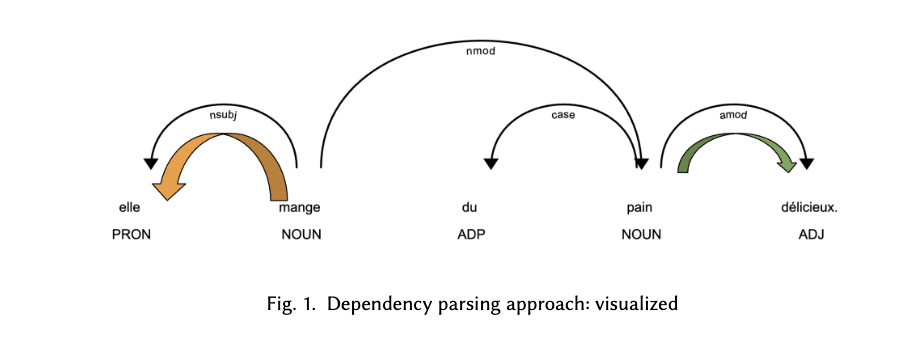 nmod
nsubj case amod
elle mange du pain délicieux.
PRON NOUN ADP NOUN ADJ
Fig. 1. Dependency parsing approach: visualized